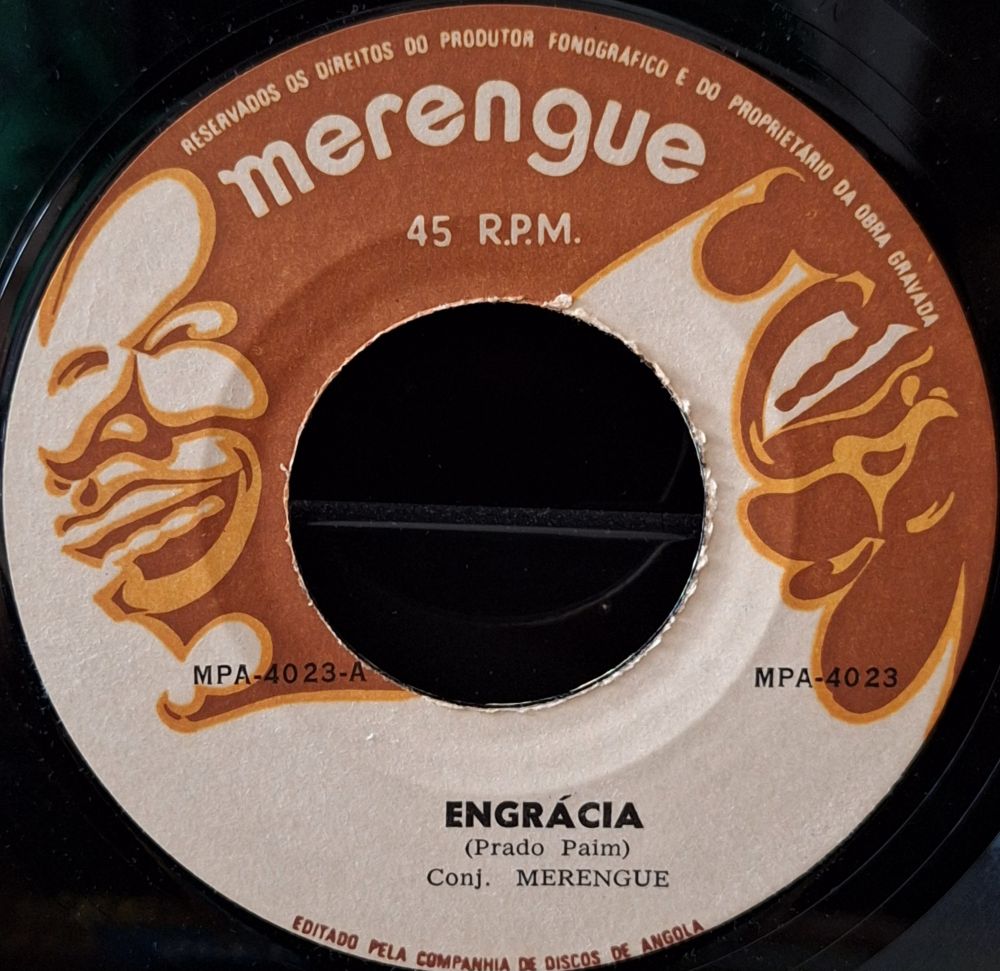 RESERVADOS OS DIREITOS DO PRODUTOR FONOGRÁFICO E DO PROPRIETÁRIO DA OBRA GRAVADA
merengue
45 R.P.M.
MPA-4023-A
MPA-4023
ENGRÁCIA
(Prado Paim)
Conj. MERENGUE
EDITADO PELA COMPANHIA DE DISCOS DE ANGOLA